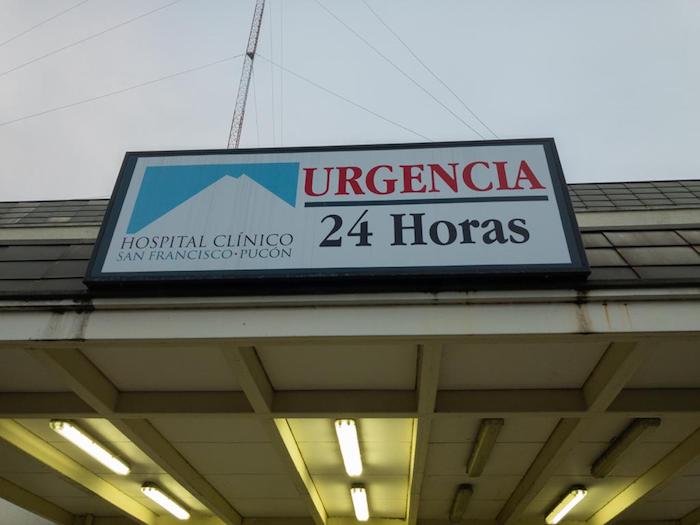 URGENCIA
24 Horas
HOSPITAL CLÍNICO
SAN FRANCISCO • PUCÓN